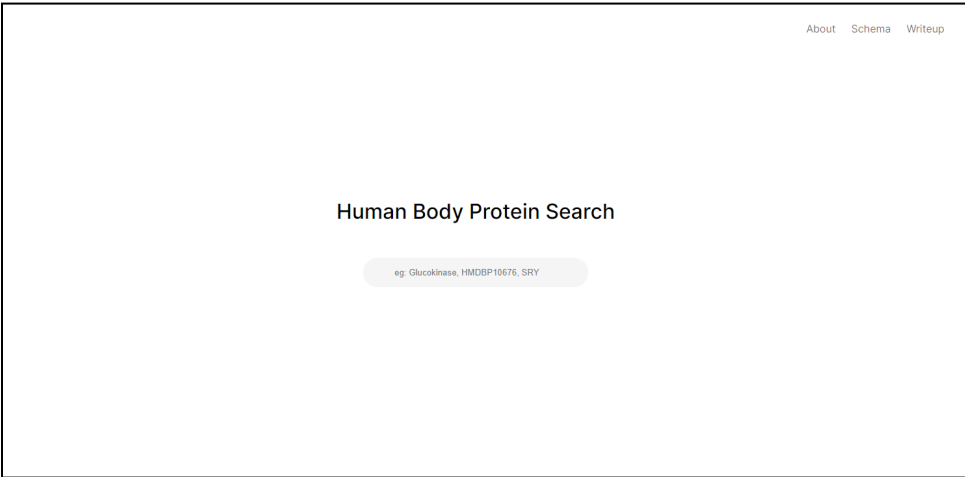 About Schema Writeup
Human Body Protein Search
eg: Glucokinase, HMDBP10676, SRY